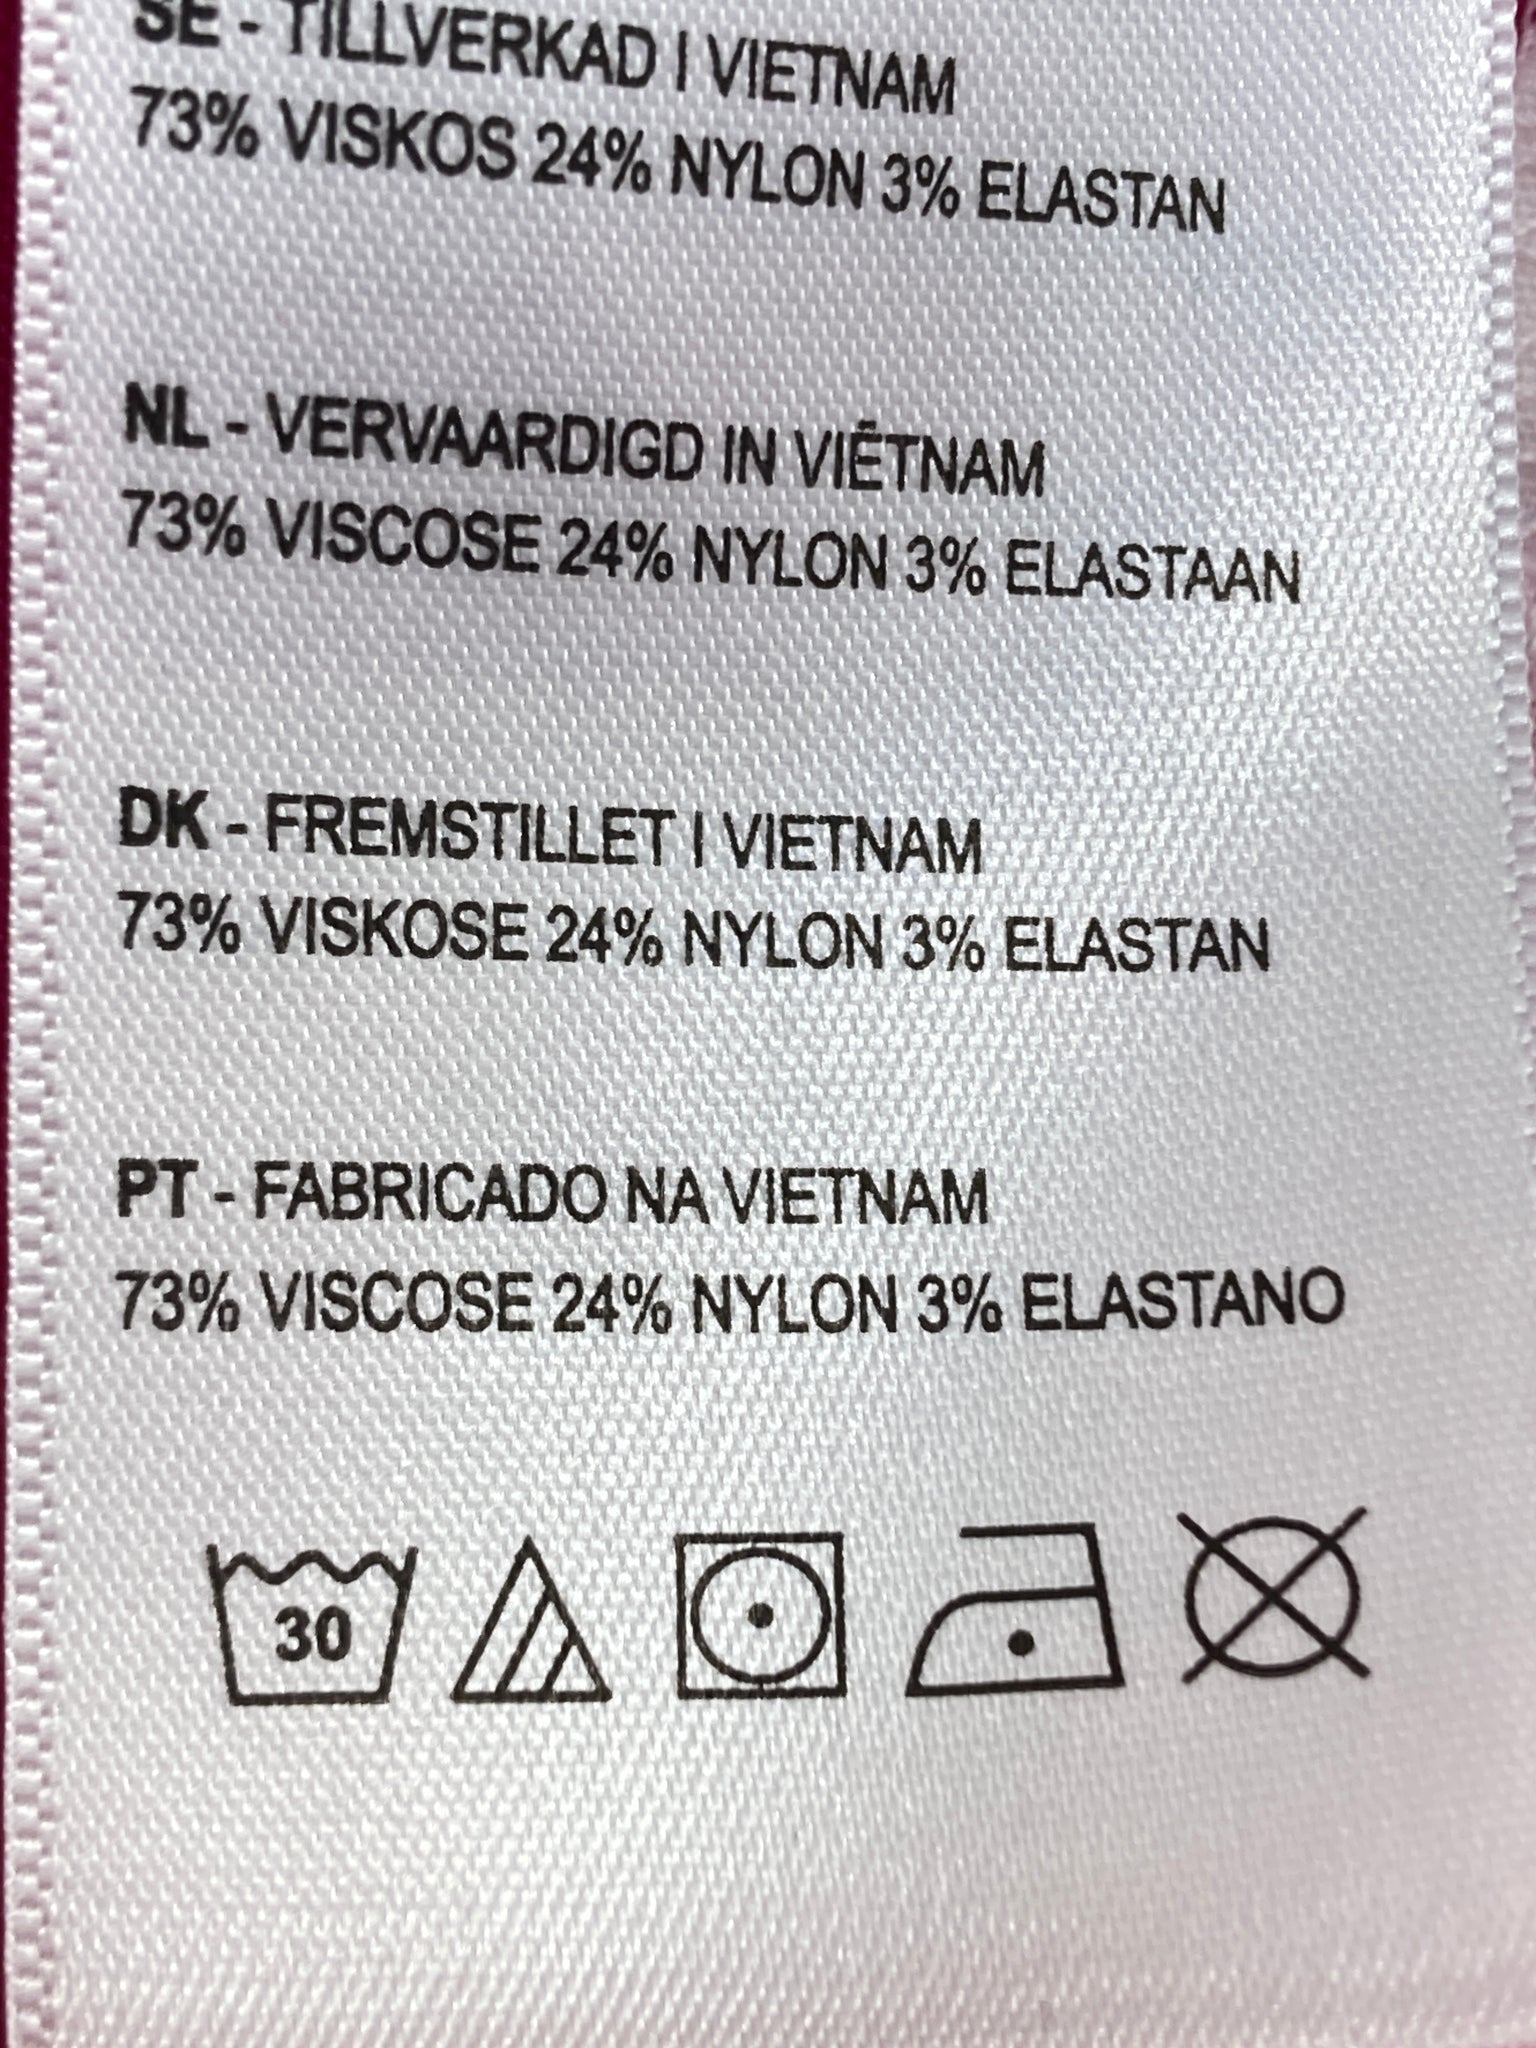 SE - TILLVERKAD I VIETNAM
73% VISKOS 24% NYLON 3% ELASTAN
NL - VERVAARDIGD IN VIĒTNAM
73% VISCOSE 24% NYLON 3% ELASTAAN
DK - FREMSTILLET I VIETNAM
73% VISKOSE 24% NYLON 3% ELASTAN
PT - FABRICADO NA VIETNAM
73% VISCOSE 24% NYLON 3% ELASTANO
30